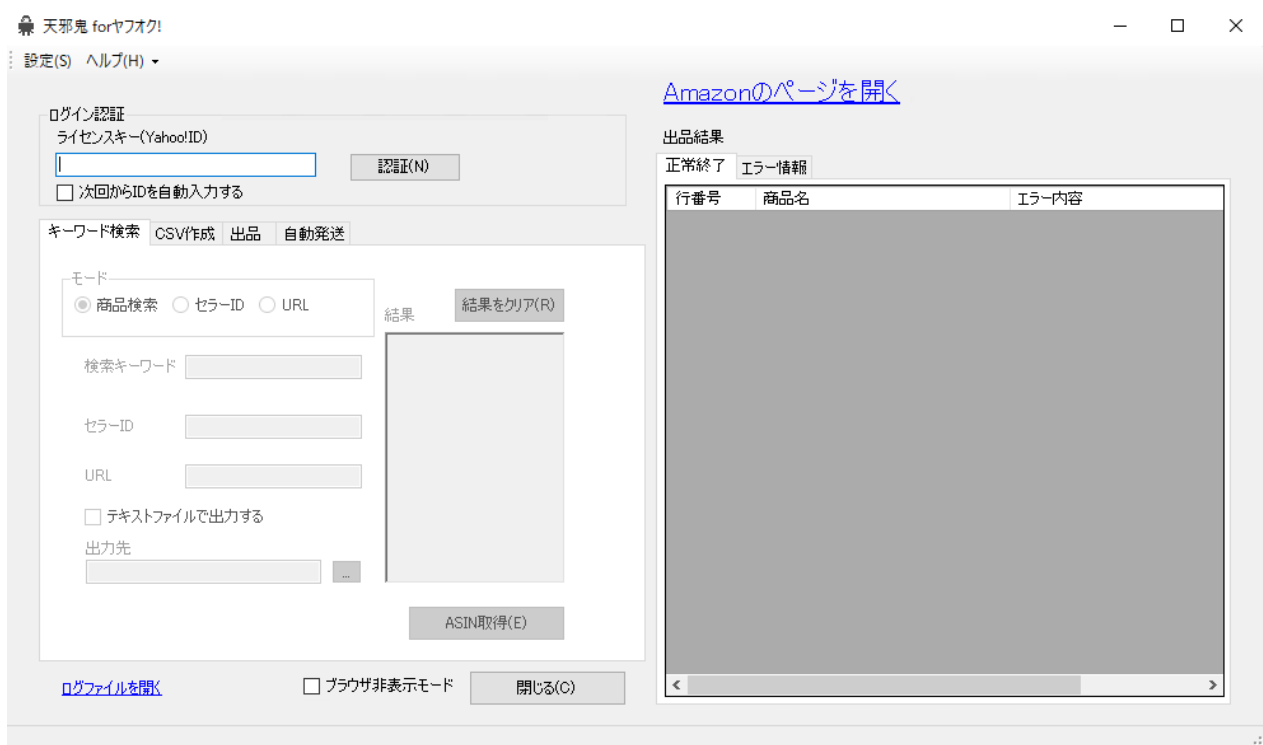 天邪鬼 forヤフオク!
設定(S) ヘルプ(H)
Amazonのページを開く
ログイン認証
ライセンスキー(Yahoo!ID)
認証(N)
次回からIDを自動入力する
出品結果
正常終了 エラー情報
行番号 商品名 エラー内容
キーワード検索 CSV作成 出品 自動発送
モード
商品検索 セラーID URL
結果
結果をクリア(R)
検索キーワード
セラーID
URL
テキストファイルで出力する
出力先
...
ASIN取得(E)
ログファイルを開く
ブラウザ非表示モード
閉じる(C)